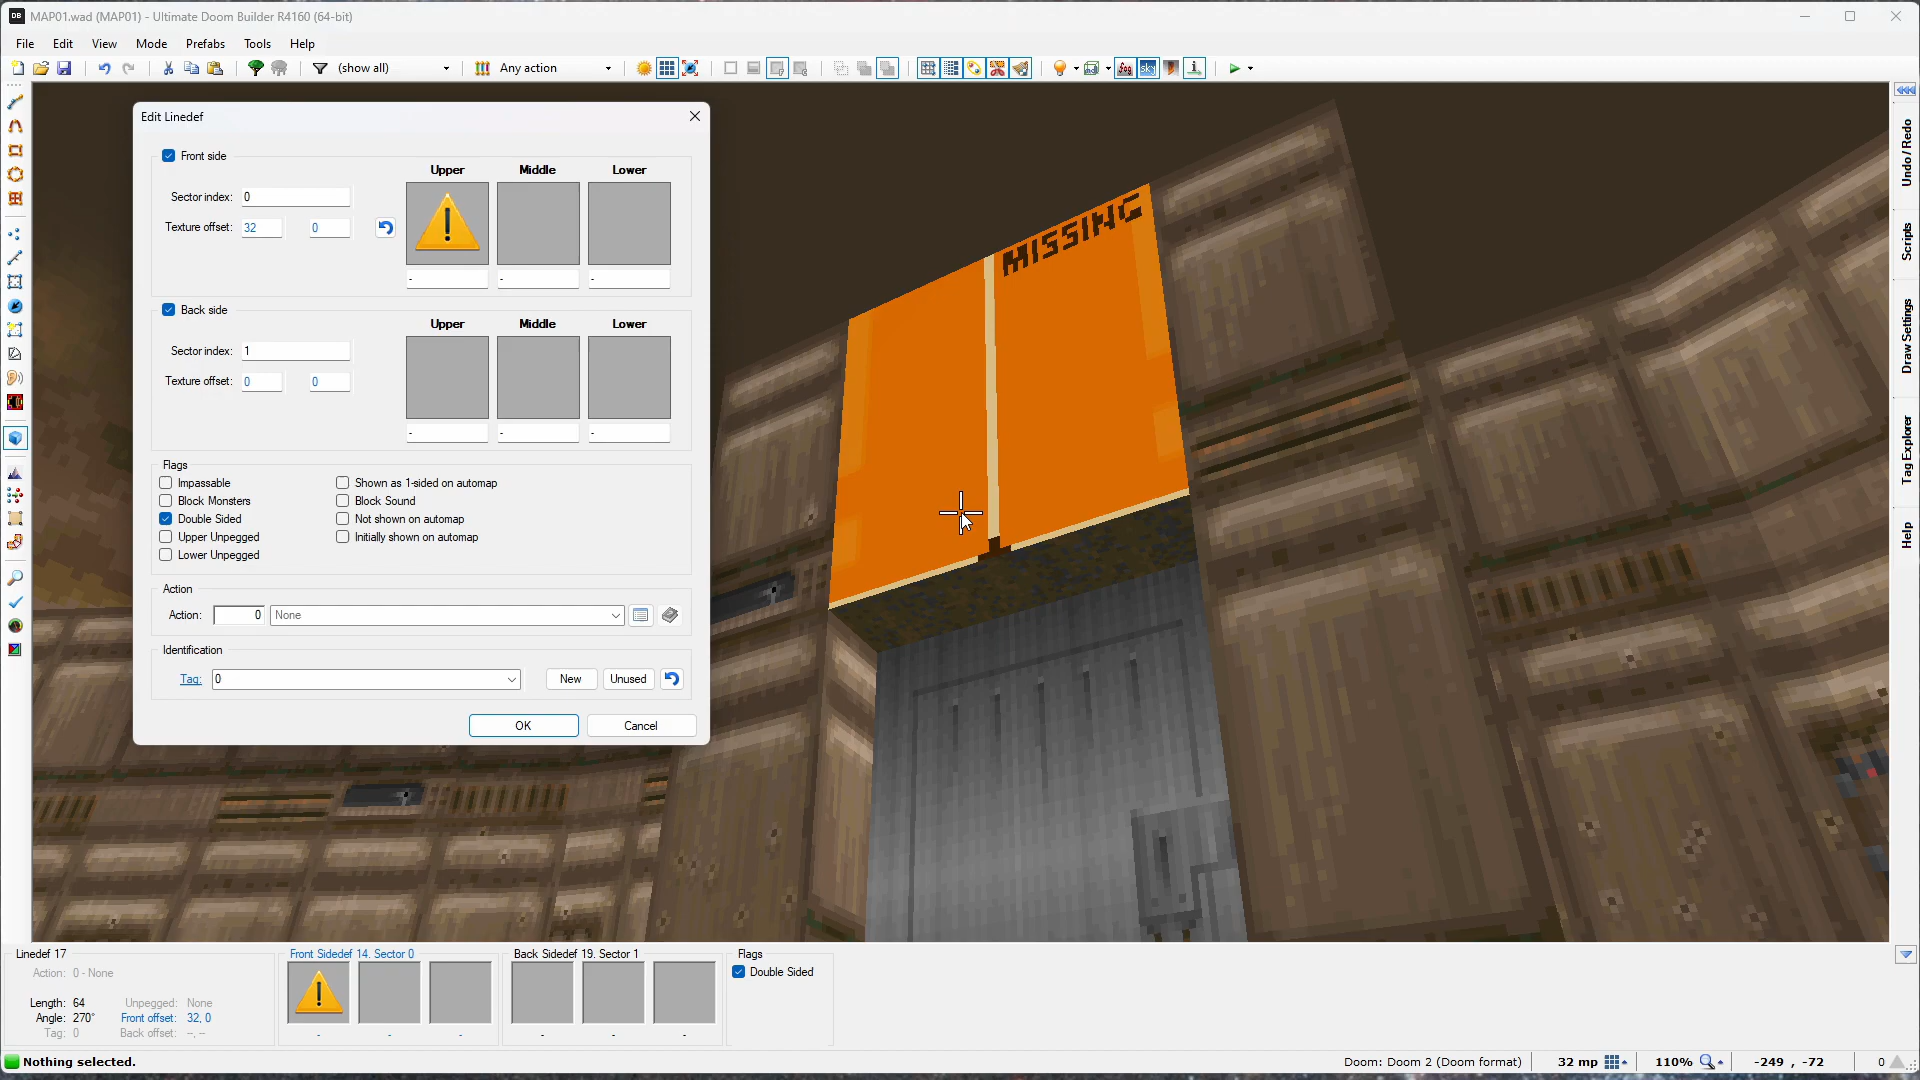 MAP01.wad (MAP01) - Ultimate Doom Builder R4160 (64-bit)
File Edit View Mode Prefabs Tools Help
(show all) Any action
Edit Linedef
Front side
Upper Middle Lower
Sector index: 0
Texture offset: 32 0
- - -
Back side
Upper Middle Lower
Sector index: 1
Texture offset: 0 0
- - -
Flags
Impassable Shown as 1-sided on automap
Block Monsters Block Sound
Double Sided Not shown on automap
Upper Unpegged Initially shown on automap
Lower Unpegged
Action
Action: 0 None
Identification
Tag: 0 New Unused
OK Cancel
MISSING
Undo / Redo
Scripts
Draw Settings
Tag Explorer
Help
Linedef 17
Action: 0 - None
Length: 64 Unpegged: None
Angle: 270° Front offset: 32, 0
Tag: 0 Back offset: --, --
Front Sidedef 14. Sector 0
- - -
Back Sidedef 19. Sector 1
- - -
Flags
Double Sided
Nothing selected.
Doom: Doom 2 (Doom format) 32 mp 110% -249 , -72 0